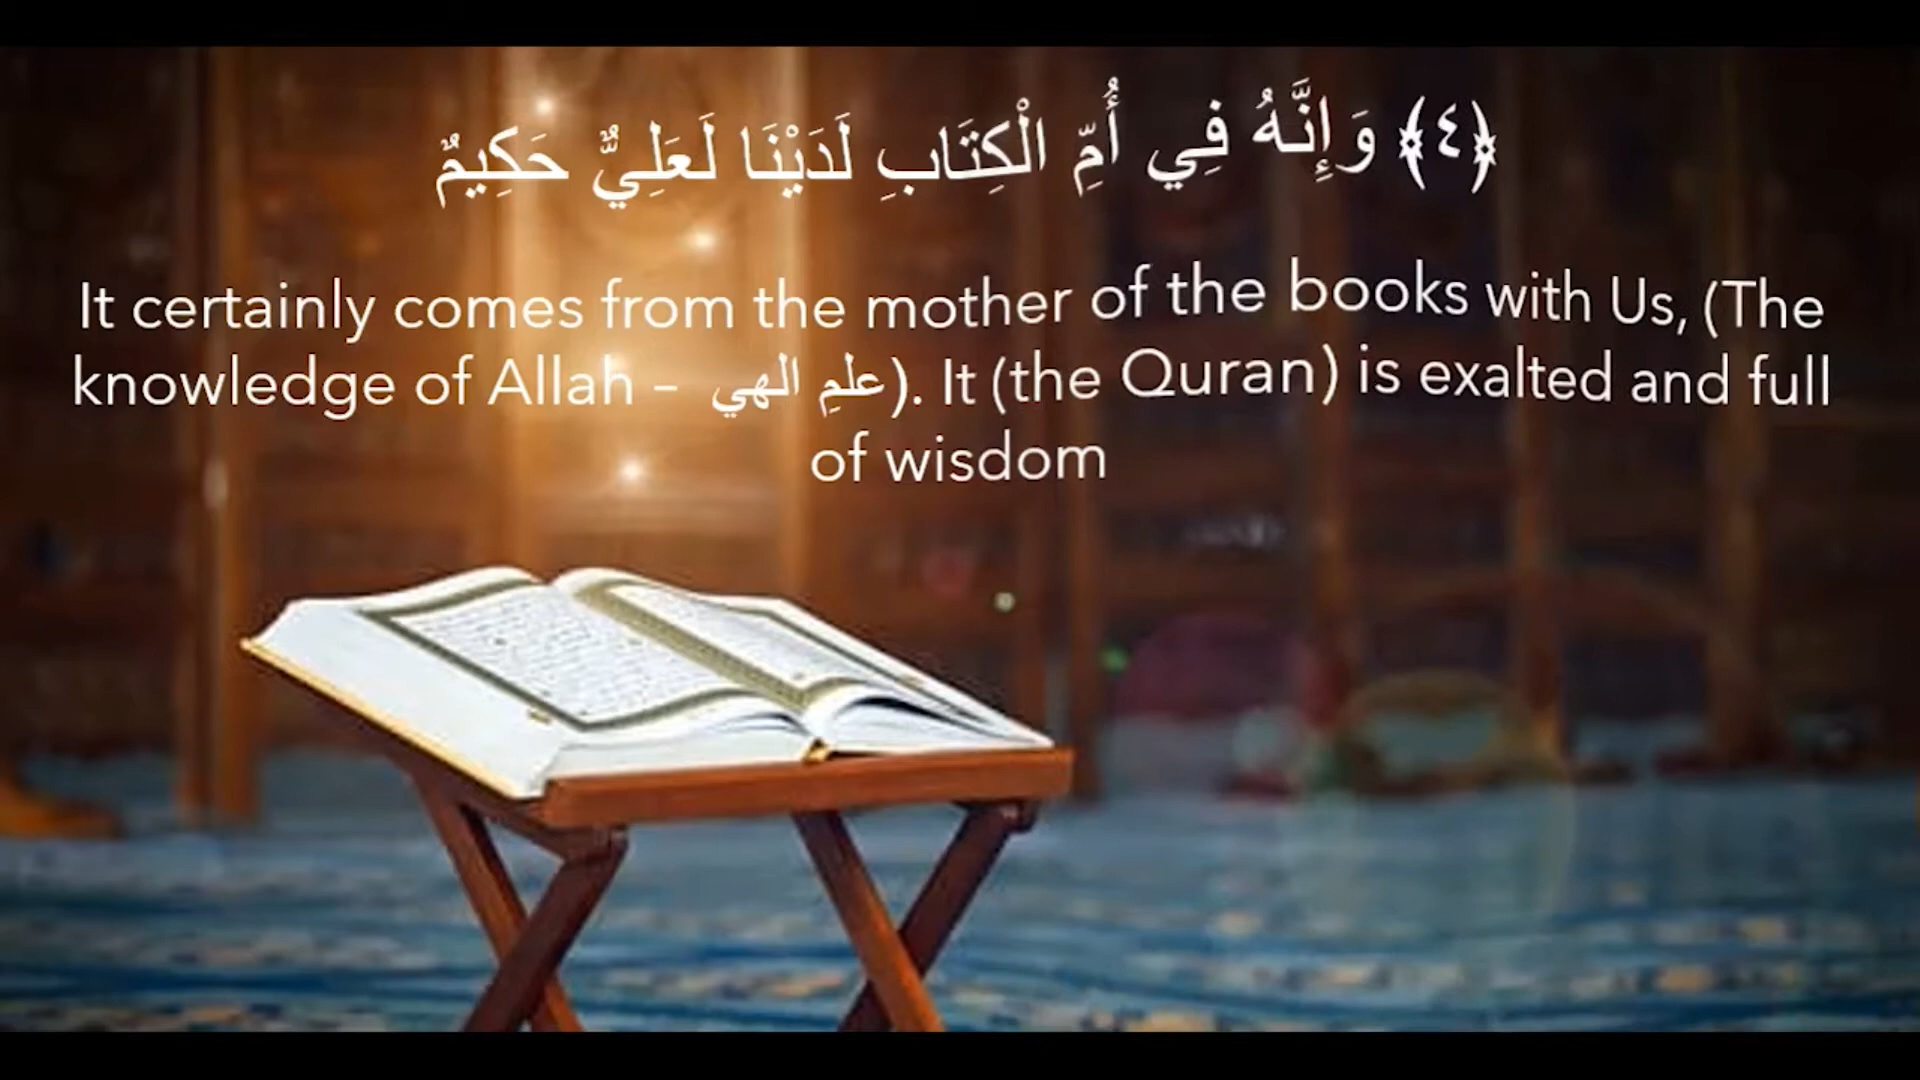 ﴿٤﴾ وَإِنَّهُ فِي أُمِّ الْكِتَابِ لَدَيْنَا لَعَلِيٌّ حَكِيمٌ
It certainly comes from the mother of the books with Us, (The
knowledge of Allah – علمِ الهي). It (the Quran) is exalted and full
of wisdom